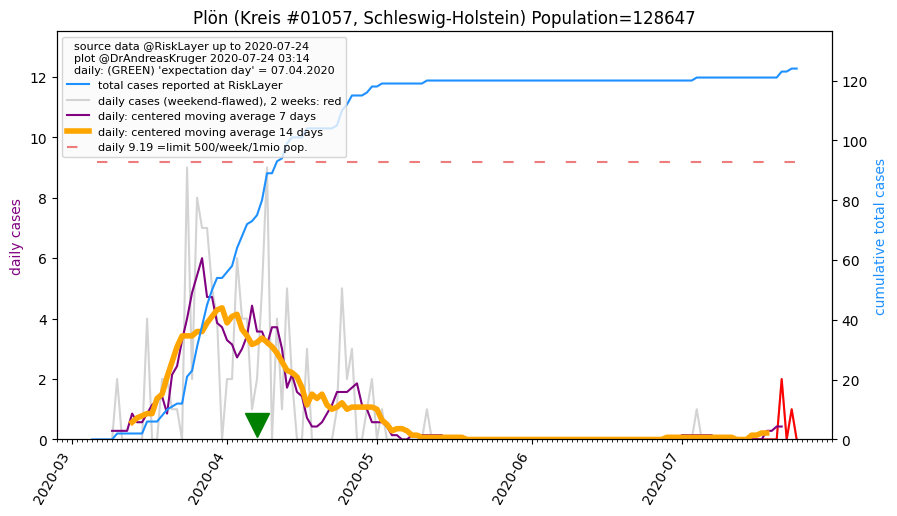 Plön (Kreis #01057, Schleswig-Holstein) Population=128647
source data @RiskLayer up to 2020-07-24
plot @DrAndreasKruger 2020-07-24 03:14
daily: (GREEN) 'expectation day' = 07.04.2020
total cases reported at RiskLayer
daily cases (weekend-flawed), 2 weeks: red
daily: centered moving average 7 days
daily: centered moving average 14 days
daily 9.19 =limit 500/week/1mio pop.
daily cases
12
10
8
6
4
2
0
cumulative total cases
120
100
80
60
40
20
0
2020-03
2020-04
2020-05
2020-06
2020-07